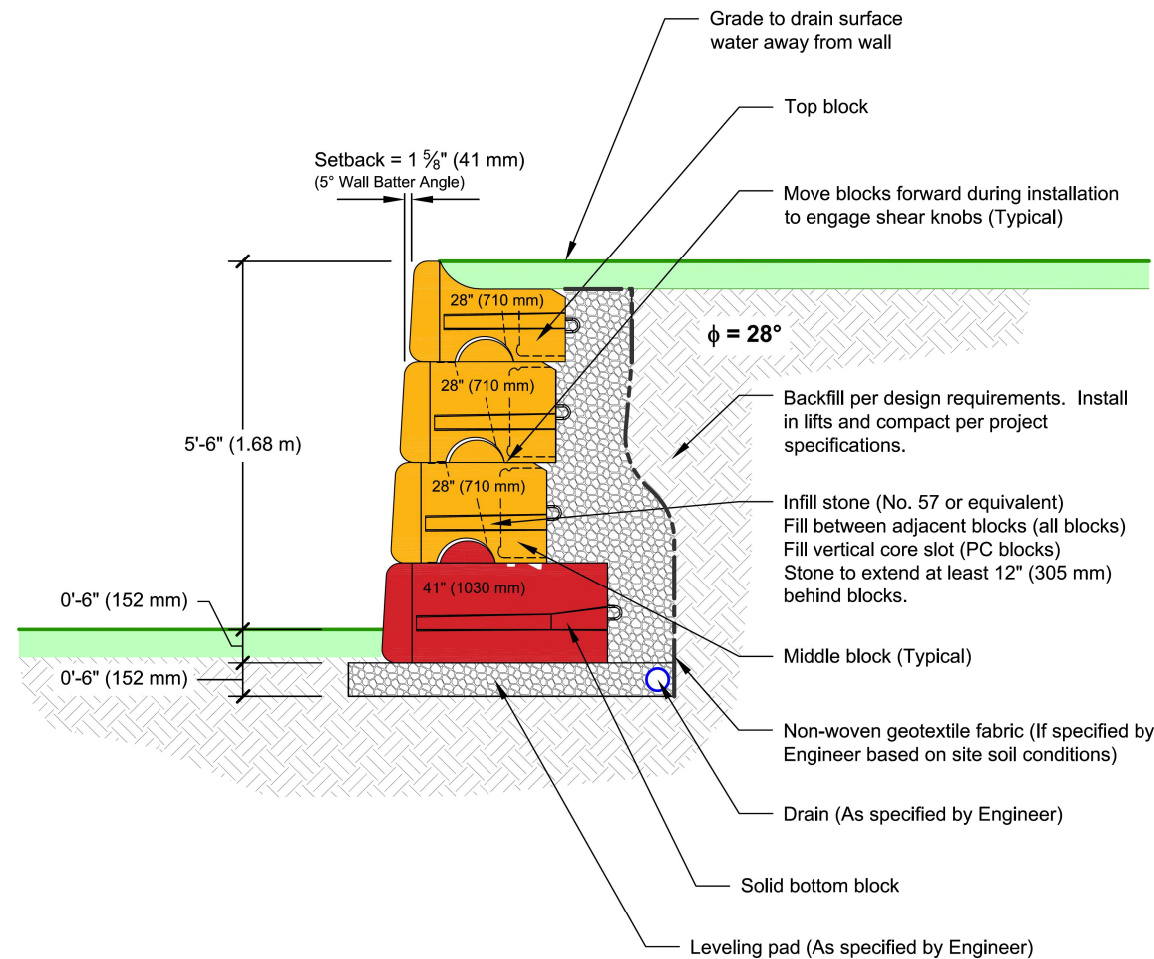 Grade to drain surface
water away from wall
Top block
Setback = 1 ⅝" (41 mm)
(5° Wall Batter Angle)
Move blocks forward during installation
to engage shear knobs (Typical)
28" (710 mm)
ϕ = 28°
28" (710 mm)
Backfill per design requirements. Install
in lifts and compact per project
specifications.
5'-6" (1.68 m)
28" (710 mm)
Infill stone (No. 57 or equivalent)
Fill between adjacent blocks (all blocks)
Fill vertical core slot (PC blocks)
Stone to extend at least 12" (305 mm)
behind blocks.
41" (1030 mm)
0'-6" (152 mm)
Middle block (Typical)
0'-6" (152 mm)
Non-woven geotextile fabric (If specified by
Engineer based on site soil conditions)
Drain (As specified by Engineer)
Solid bottom block
Leveling pad (As specified by Engineer)